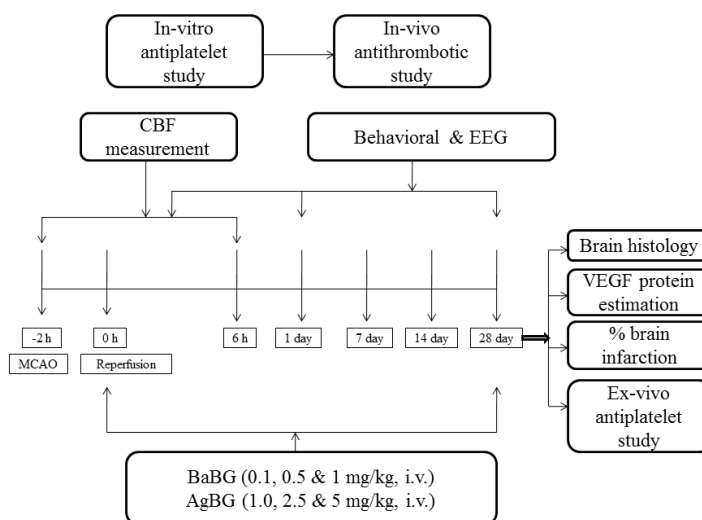 In-vitro
antiplatelet
study
In-vivo
antithrombotic
study
CBF
measurement
Behavioral & EEG
-2 h
0 h
6 h
1 day
7 day
14 day
28 day
MCAO
Reperfusion
Brain histology
VEGF protein
estimation
% brain
infarction
Ex-vivo
antiplatelet
study
BaBG (0.1, 0.5 & 1 mg/kg, i.v.)
AgBG (1.0, 2.5 & 5 mg/kg, i.v.)